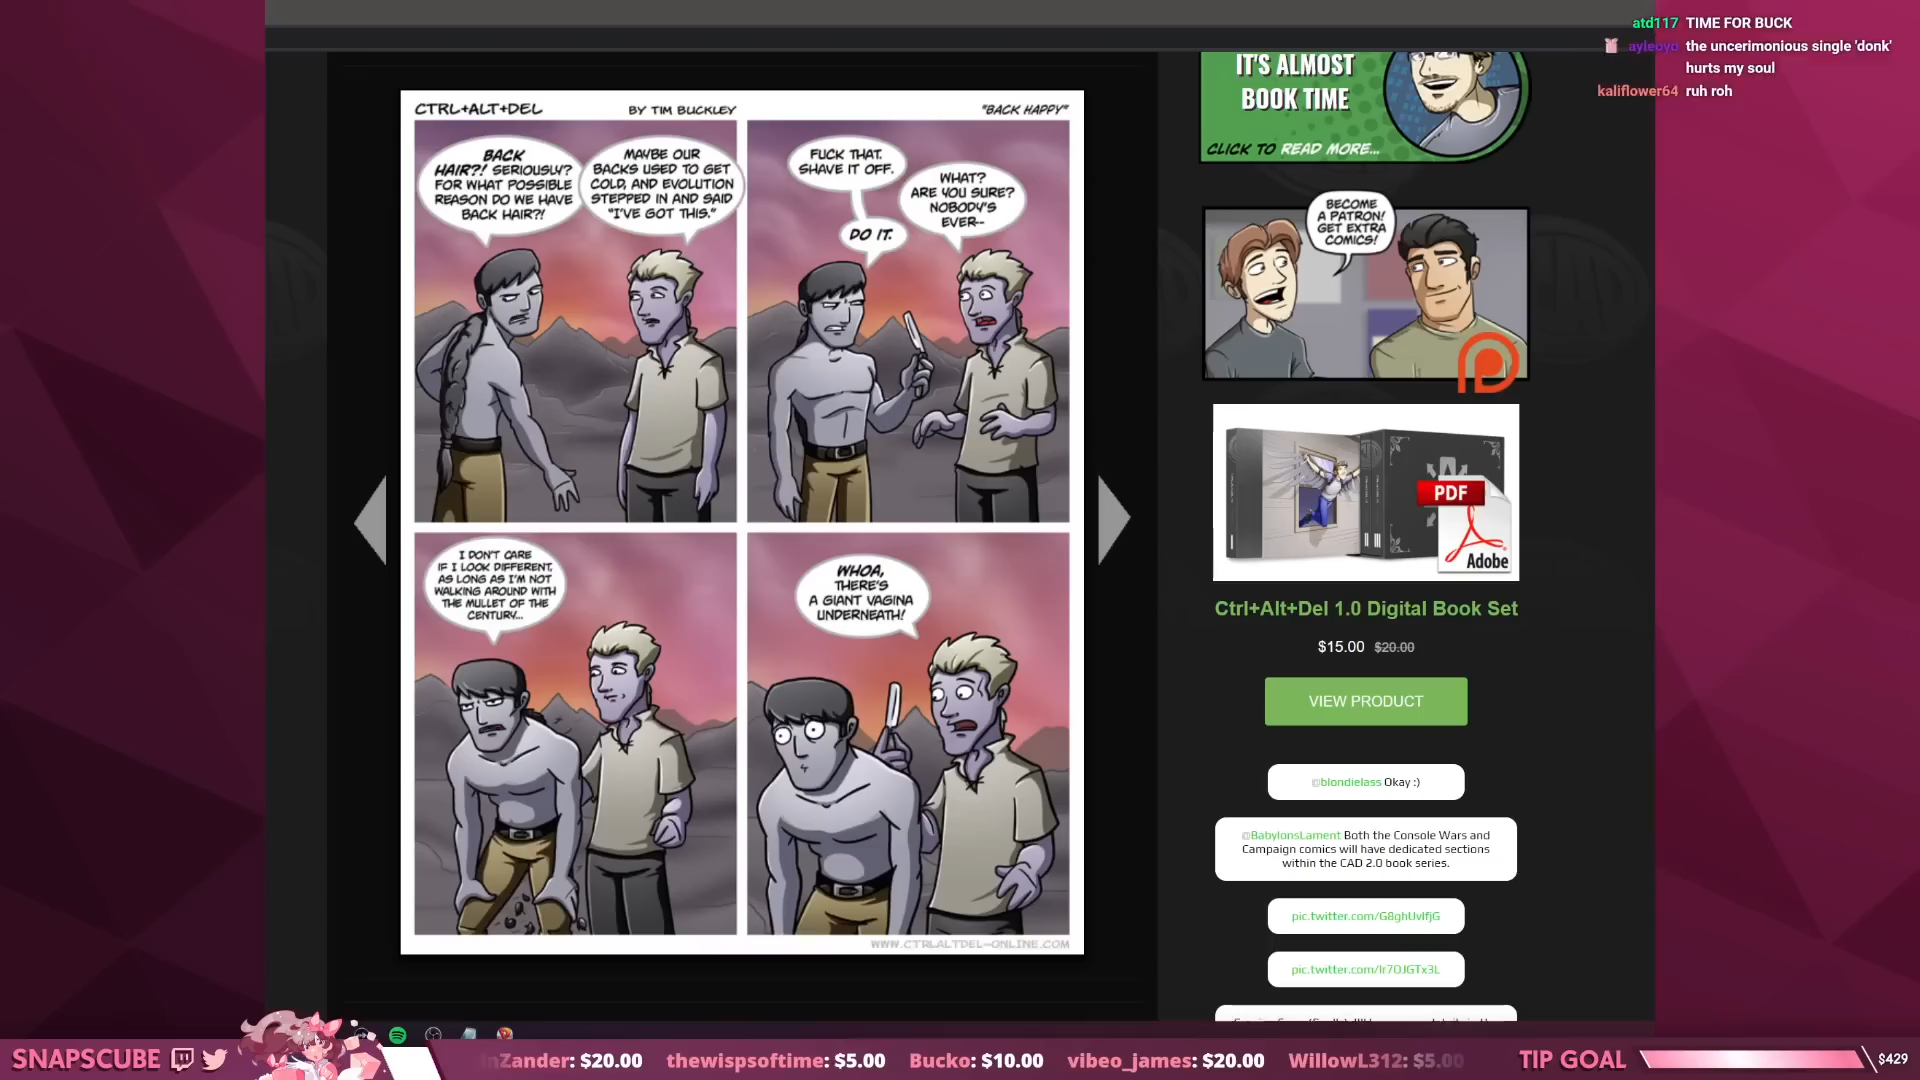 atd117 TIME FOR BUCK
ayleoyo the uncerimonious single 'donk'
hurts my soul
kaliflower64 ruh roh
IT'S ALMOST
BOOK TIME
CLICK TO READ MORE...
CTRL+ALT+DEL BY TIM BUCKLEY "BACK HAPPY"
BACK
HAIR?! SERIOUSLY?
FOR WHAT POSSIBLE
REASON DO WE HAVE
BACK HAIR?!
MAYBE OUR
BACKS USED TO GET
COLD, AND EVOLUTION
STEPPED IN AND SAID
"I'VE GOT THIS."
FUCK THAT.
SHAVE IT OFF.
DO IT.
WHAT?
ARE YOU SURE?
NOBODY'S
EVER--
I DON'T CARE
IF I LOOK DIFFERENT,
AS LONG AS I'M NOT
WALKING AROUND WITH
THE MULLET OF THE
CENTURY...
WHOA,
THERE'S
A GIANT VAGINA
UNDERNEATH!
WWW.CTRLALTDEL-ONLINE.COM
BECOME
A PATRON!
GET EXTRA
COMICS!
PDF
Adobe
Ctrl+Alt+Del 1.0 Digital Book Set
$15.00 $20.00
VIEW PRODUCT
@blondielass Okay :)
@BabylonsLament Both the Console Wars and
Campaign comics will have dedicated sections
within the CAD 2.0 book series.
pic.twitter.com/G8ghUvIfjG
pic.twitter.com/lr7OJGTx3L
SNAPSCUBE
nZander: $20.00 thewispsoftime: $5.00 Bucko: $10.00 vibeo_james: $20.00 WillowL312: $5.00
TIP GOAL $429